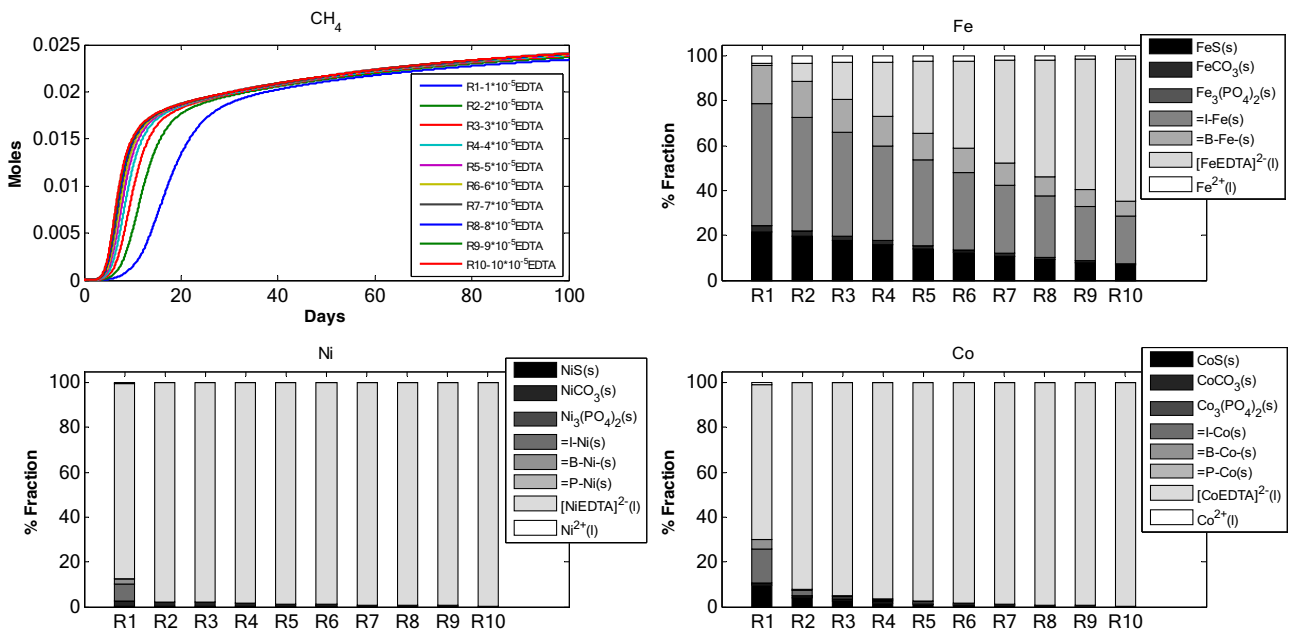 CH₄
0.025
0.02
0.015
0.01
0.005
0
Moles
0 20 40 60 80 100
Days
R1-1*10⁻⁵EDTA
R2-2*10⁻⁵EDTA
R3-3*10⁻⁵EDTA
R4-4*10⁻⁵EDTA
R5-5*10⁻⁵EDTA
R6-6*10⁻⁵EDTA
R7-7*10⁻⁵EDTA
R8-8*10⁻⁵EDTA
R9-9*10⁻⁵EDTA
R10-10*10⁻⁵EDTA
Fe
100
80
60
40
20
0
% Fraction
R1 R2 R3 R4 R5 R6 R7 R8 R9 R10
FeS(s)
FeCO₃(s)
Fe₃(PO₄)₂(s)
=I-Fe(s)
=B-Fe-(s)
[FeEDTA]²⁻(l)
Fe²⁺(l)
Ni
100
80
60
40
20
0
% Fraction
R1 R2 R3 R4 R5 R6 R7 R8 R9 R10
NiS(s)
NiCO₃(s)
Ni₃(PO₄)₂(s)
=I-Ni(s)
=B-Ni-(s)
=P-Ni(s)
[NiEDTA]²⁻(l)
Ni²⁺(l)
Co
100
80
60
40
20
0
% Fraction
R1 R2 R3 R4 R5 R6 R7 R8 R9 R10
CoS(s)
CoCO₃(s)
Co₃(PO₄)₂(s)
=I-Co(s)
=B-Co-(s)
=P-Co(s)
[CoEDTA]²⁻(l)
Co²⁺(l)